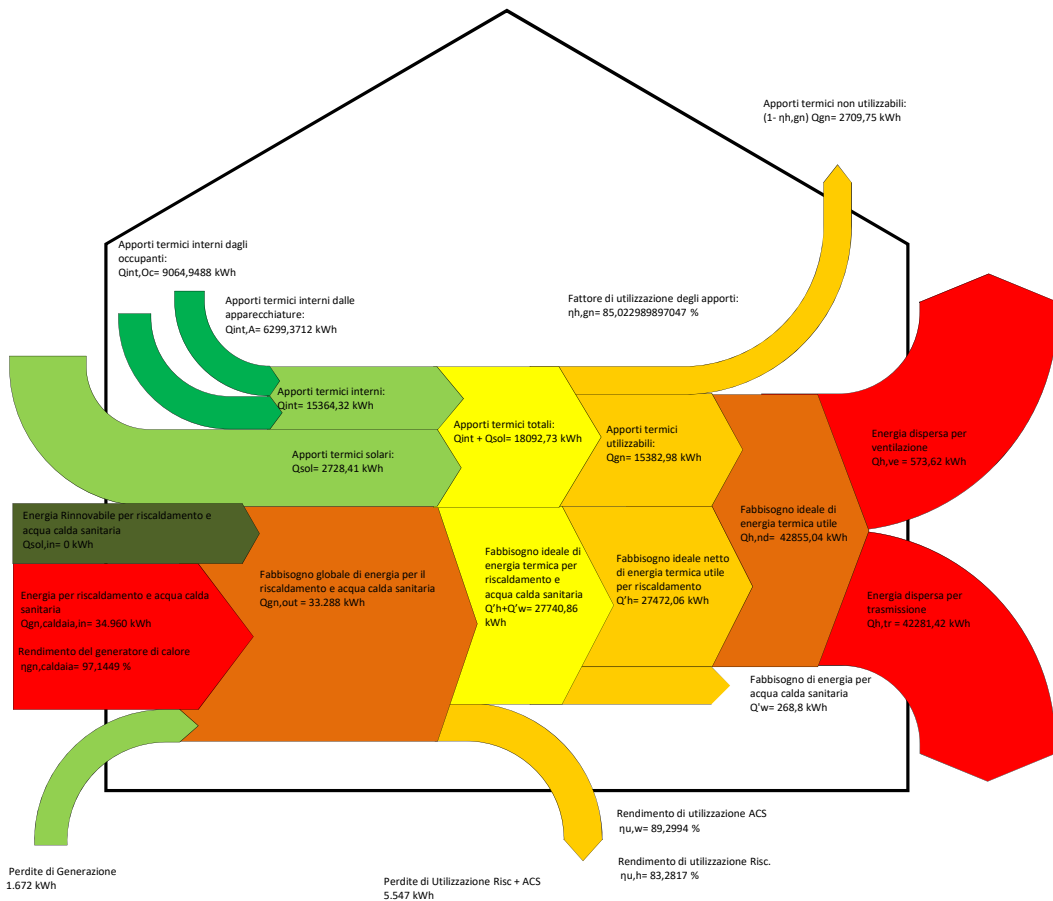 Apporti termici non utilizzabili:
(1- ηh,gn) Qgn= 2709,75 kWh
Apporti termici interni dagli
occupanti:
Qint,Oc= 9064,9488 kWh
Apporti termici interni dalle
apparecchiature:
Qint,A= 6299,3712 kWh
Fattore di utilizzazione degli apporti:
ηh,gn= 85,022989897047 %
Apporti termici interni:
Qint= 15364,32 kWh
Apporti termici totali:
Qint + Qsol= 18092,73 kWh
Apporti termici
utilizzabili:
Qgn= 15382,98 kWh
Energia dispersa per
ventilazione
Qh,ve = 573,62 kWh
Apporti termici solari:
Qsol= 2728,41 kWh
Energia Rinnovabile per riscaldamento e
acqua calda sanitaria
Qsol,in= 0 kWh
Fabbisogno ideale di
energia termica utile
Qh,nd=  42855,04 kWh
Fabbisogno globale di energia per il
riscaldamento e acqua calda sanitaria
Qgn,out = 33.288 kWh
Fabbisogno ideale di
energia termica per
riscaldamento e
acqua calda sanitaria
Q'h+Q'w= 27740,86
kWh
Fabbisogno ideale netto
di energia termica utile
per riscaldamento
Q'h= 27472,06 kWh
Energia per riscaldamento e acqua calda
sanitaria
Qgn,caldaia,in= 34.960 kWh
Rendimento del generatore di calore
ηgn,caldaia= 97,1449 %
Energia dispersa per
trasmissione
Qh,tr = 42281,42 kWh
Fabbisogno di energia per
acqua calda sanitaria
Q'w= 268,8 kWh
Rendimento di utilizzazione ACS
ηu,w= 89,2994 %
Rendimento di utilizzazione Risc.
ηu,h= 83,2817 %
Perdite di Generazione
1.672 kWh
Perdite di Utilizzazione Risc + ACS
5.547 kWh